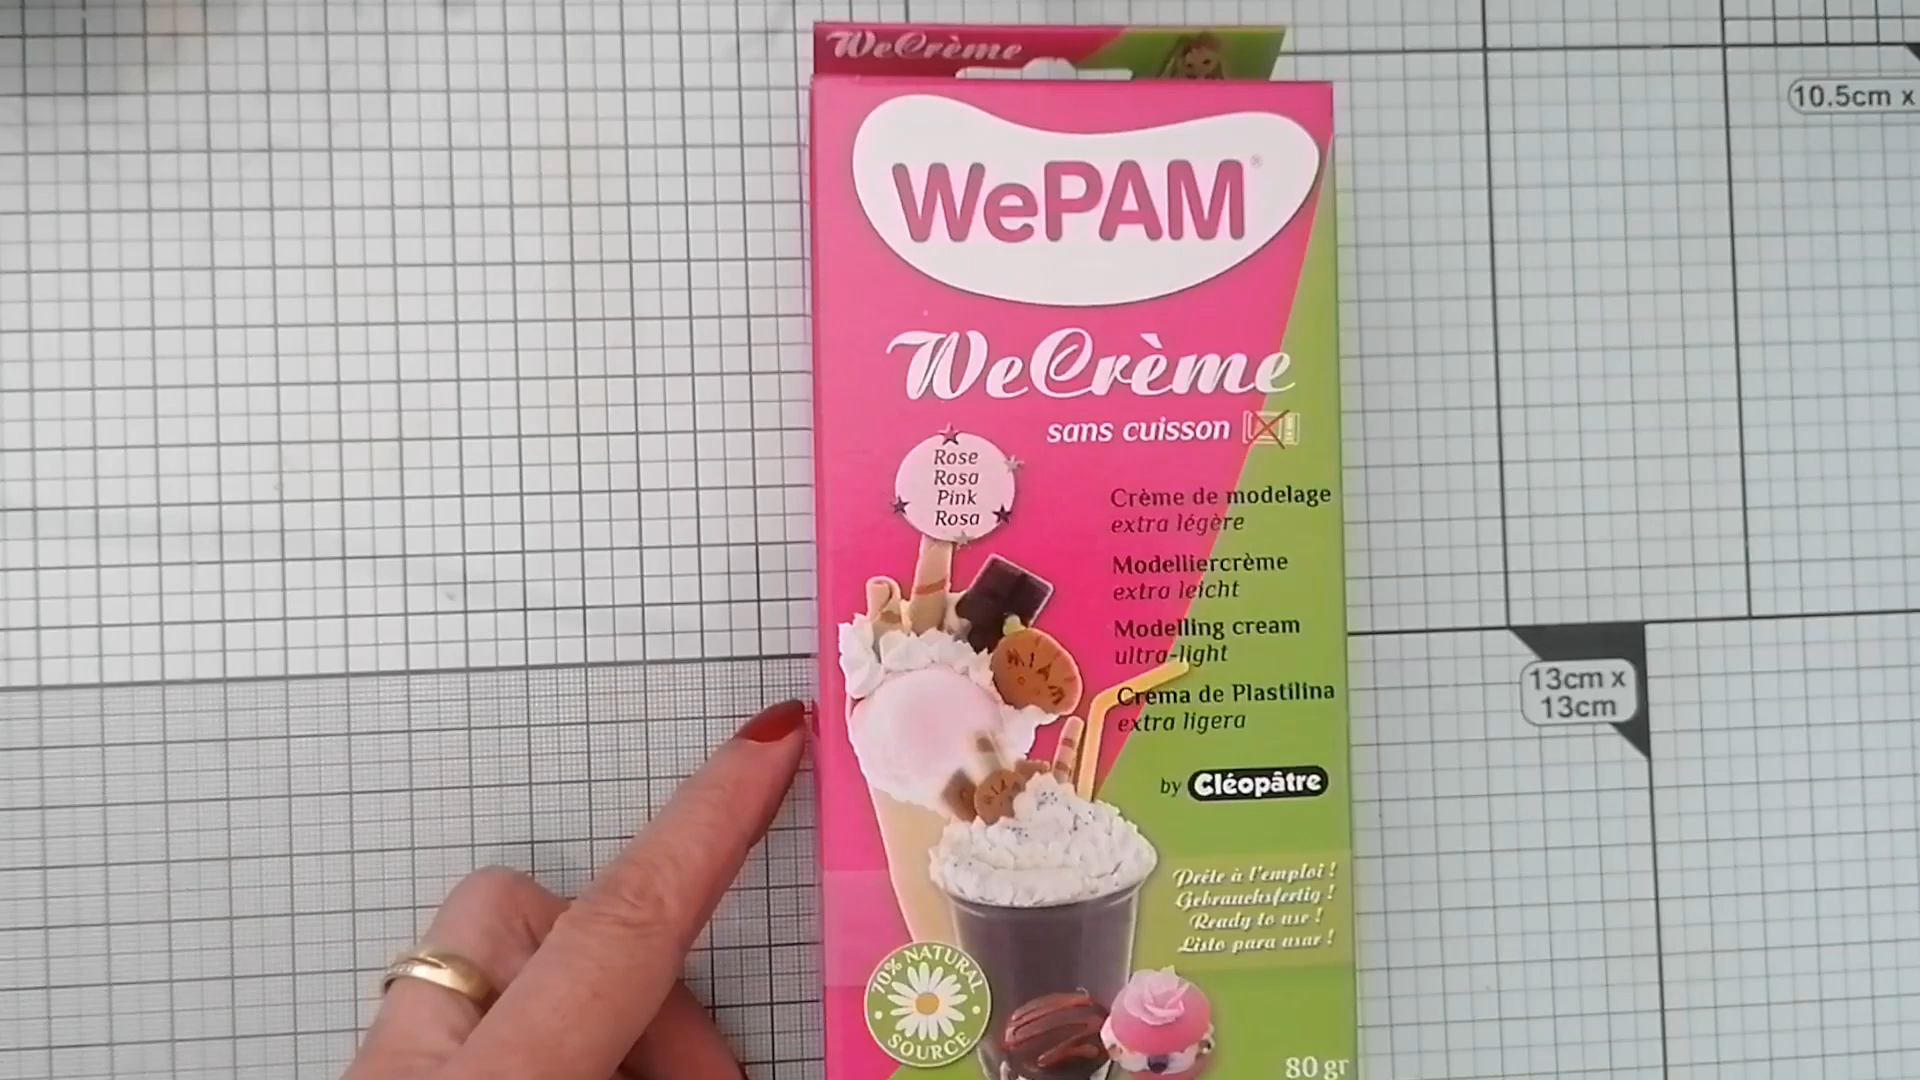 WeCrème
WePAM
WeCrème
sans cuisson
Rose
Rosa
Pink
Rosa
Crème de modelage
extra légère
Modelliercrème
extra leicht
Modelling cream
ultra-light
Crema de Plastilina
extra ligera
by Cléopâtre
Prête à l'emploi !
Gebrauchsfertig !
Ready to use !
Listo para usar !
70% NATURAL
SOURCE
80 gr
10.5cm x
13cm x
13cm